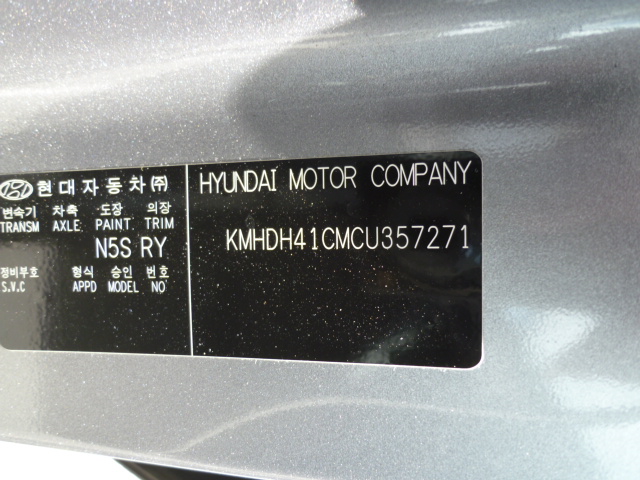 현대자동차㈜
변속기 차축 도장 의장
TRANSM AXLE PAINT TRIM
N5S RY
정비부호 형식 승인 번호
S.V.C APPD MODEL NO
HYUNDAI MOTOR COMPANY
KMHDH41CMCU357271